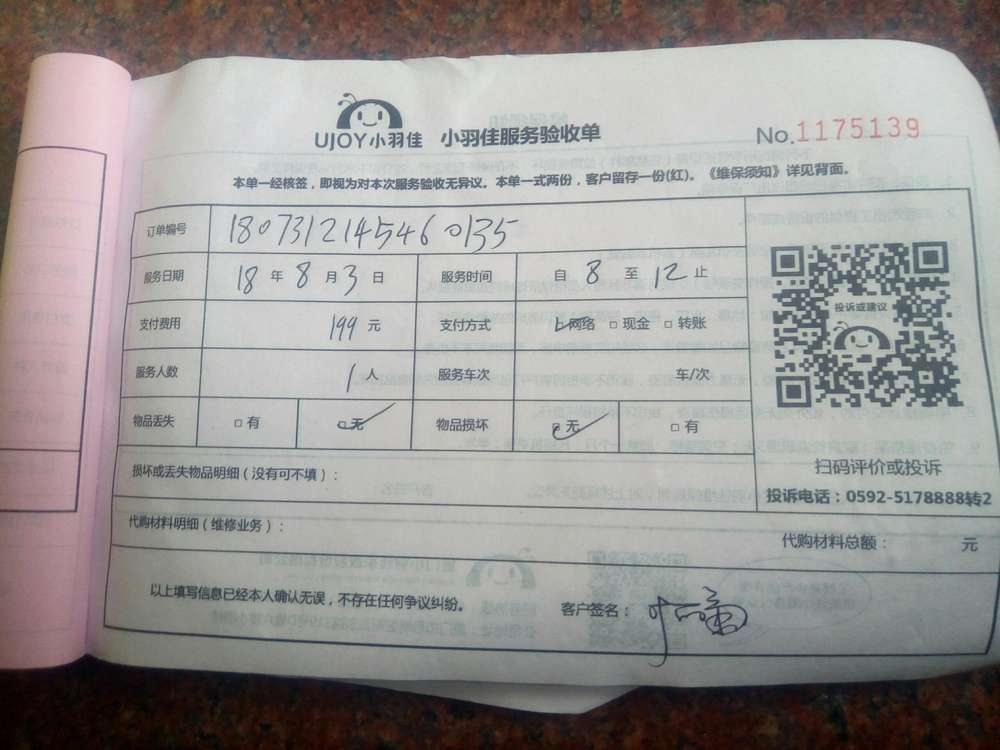 UJOY小羽佳 小羽佳服务验收单 No.1175139
本单一经核签，即视为对本次服务验收无异议。本单一式两份，客户留存一份(红)。《维保须知》详见背面。
订单编号 180731214546 0135
服务日期 18 年 8 月 3 日 服务时间 自 8 至 12 止
支付费用 199 元 支付方式 网络 □ 现金 □ 转账
服务人数 1 人 服务车次 车/次
物品丢失 □ 有 □ 无 物品损坏 □ 无 □ 有
投诉或建议
扫码评价或投诉
投诉电话：0592-5178888转2
损坏或丢失物品明细（没有可不填）：
代购材料明细（维修业务）：
代购材料总额： 元
以上填写信息已经本人确认无误，不存在任何争议纠纷。 客户签名：